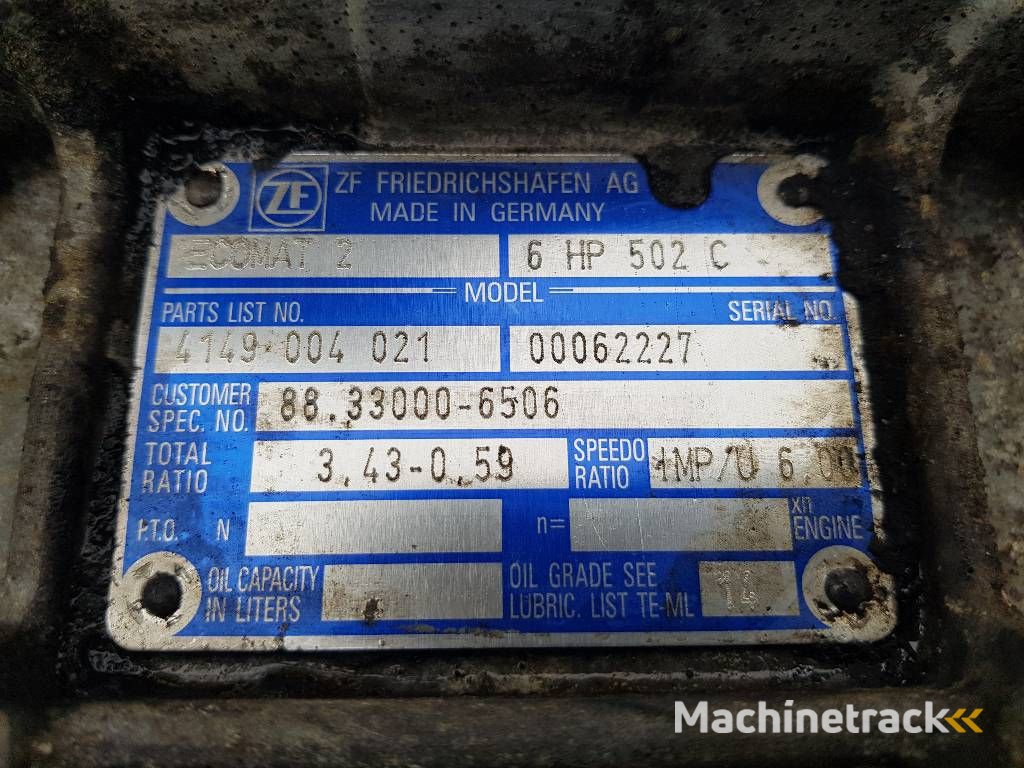 ZF ZF FRIEDRICHSHAFEN AG
MADE IN GERMANY
ECOMAT 2 6 HP 502 C
MODEL
PARTS LIST NO. SERIAL NO.
4149 004 021 00062227
CUSTOMER
SPEC. NO. 88.33000-6506
TOTAL
RATIO 3,43-0,59
SPEEDO
RATIO 1MP/U 6,00
P.T.O. N n= xn
ENGINE
OIL CAPACITY
IN LITERS
OIL GRADE SEE
LUBRIC. LIST TE-ML 14
Machinetrack